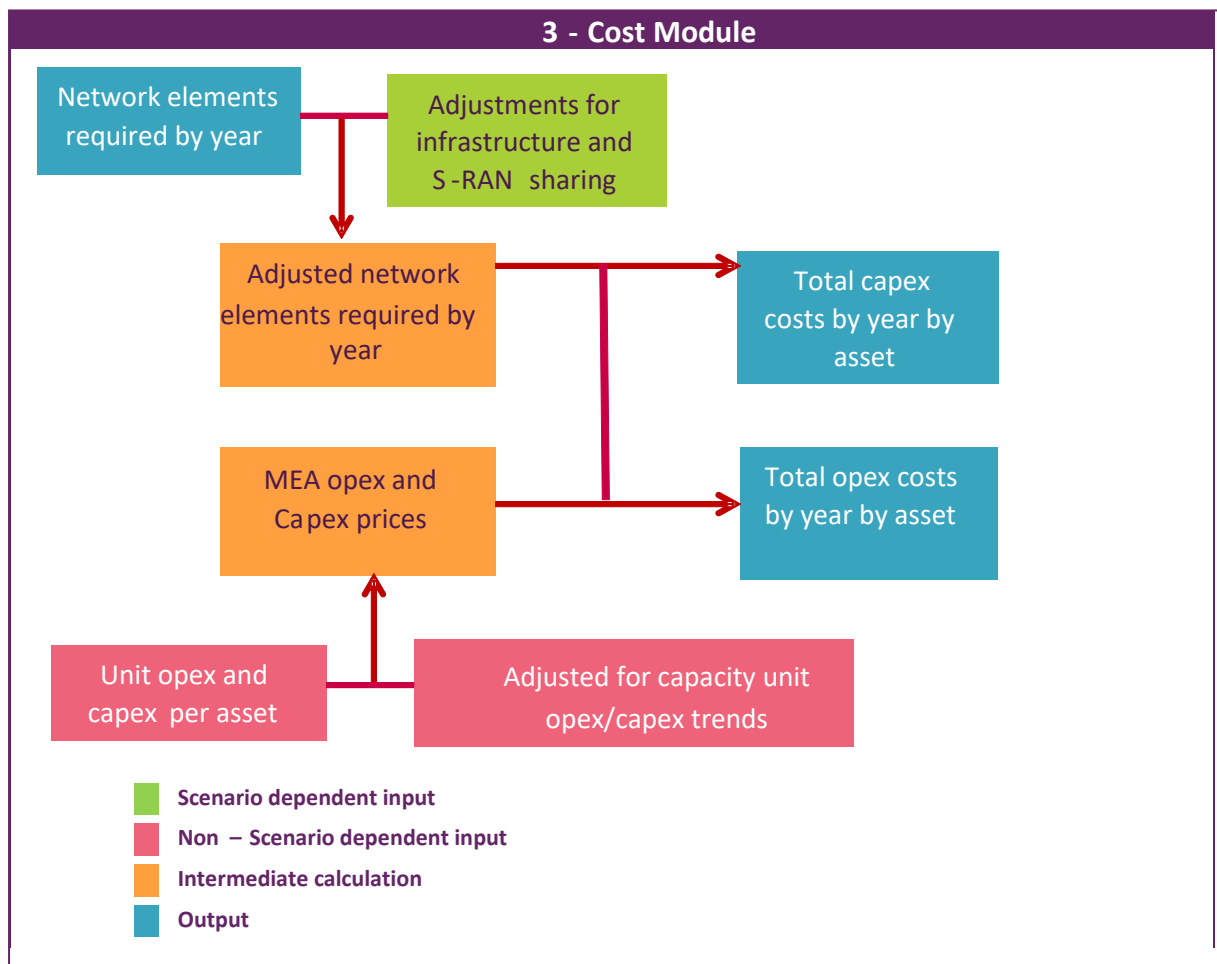 3 - Cost Module
Network elements
required by year
Adjustments for
infrastructure and
S-RAN sharing
Adjusted network
elements required by
year
Total capex
costs by year by
asset
MEA opex and
Capex prices
Total opex costs
by year by asset
Unit opex and
capex per asset
Adjusted for capacity unit
opex/capex trends
Scenario dependent input
Non – Scenario dependent input
Intermediate calculation
Output